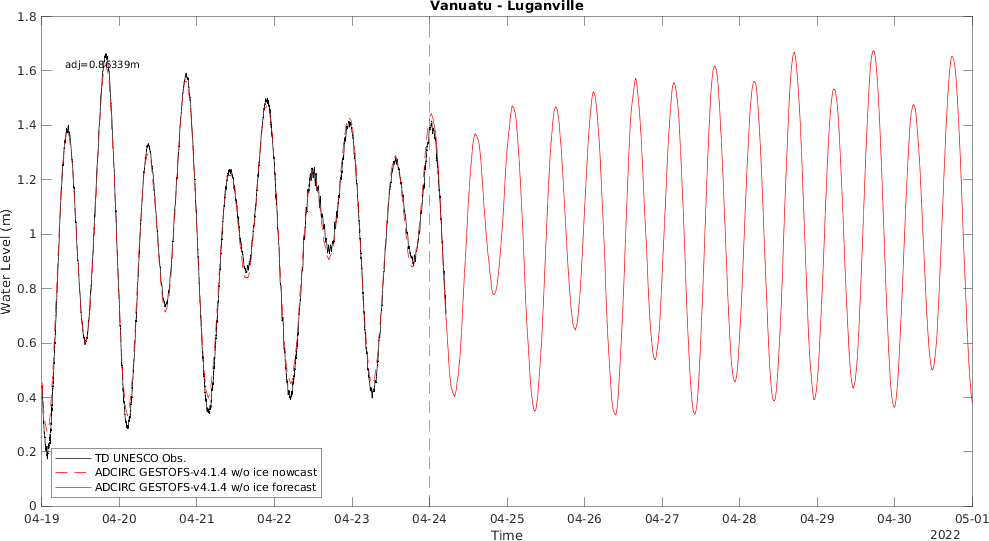 Vanuatu - Luganville
1.8
1.6
1.4
1.2
1
0.8
0.6
0.4
0.2
0
Water Level (m)
adj=0.86339m
TD UNESCO Obs.
ADCIRC GESTOFS-v4.1.4 w/o ice nowcast
ADCIRC GESTOFS-v4.1.4 w/o ice forecast
04-19 04-20 04-21 04-22 04-23 04-24 04-25 04-26 04-27 04-28 04-29 04-30 05-01
Time
2022